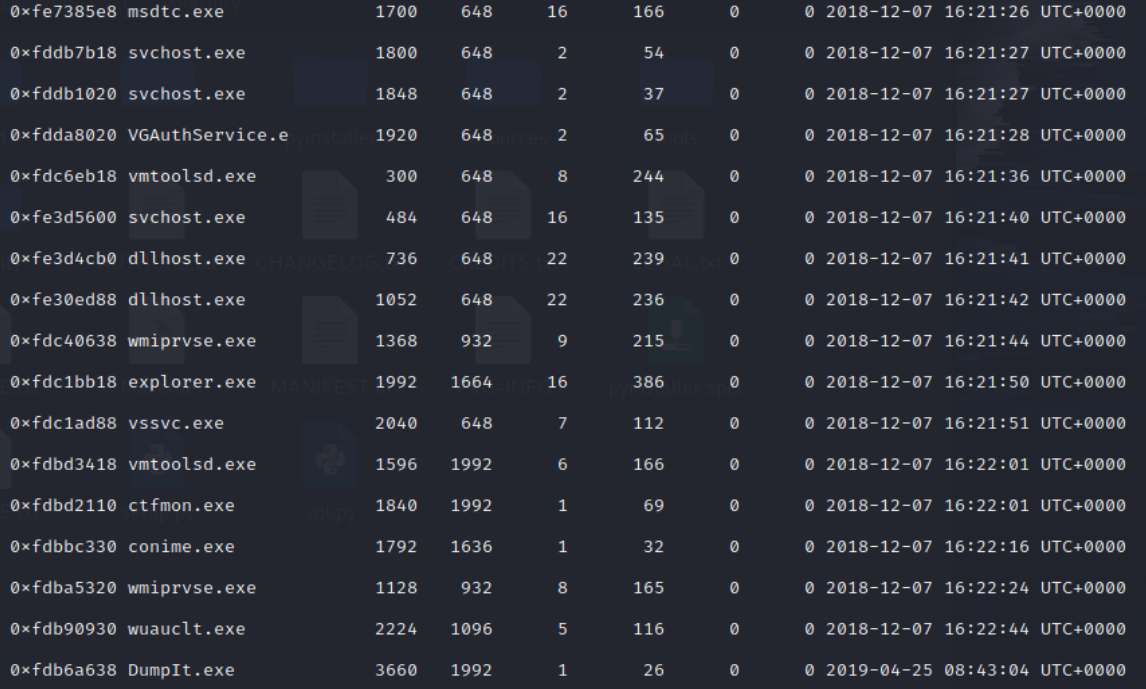 0×fe7385e8 msdtc.exe 1700 648 16 166 0 0 2018-12-07 16:21:26 UTC+0000
0×fddb7b18 svchost.exe 1800 648 2 54 0 0 2018-12-07 16:21:27 UTC+0000
0×fddb1020 svchost.exe 1848 648 2 37 0 0 2018-12-07 16:21:27 UTC+0000
0×fdda8020 VGAuthService.e 1920 648 2 65 0 0 2018-12-07 16:21:28 UTC+0000
0×fdc6eb18 vmtoolsd.exe 300 648 8 244 0 0 2018-12-07 16:21:36 UTC+0000
0×fe3d5600 svchost.exe 484 648 16 135 0 0 2018-12-07 16:21:40 UTC+0000
0×fe3d4cb0 dllhost.exe 736 648 22 239 0 0 2018-12-07 16:21:41 UTC+0000
0×fe30ed88 dllhost.exe 1052 648 22 236 0 0 2018-12-07 16:21:42 UTC+0000
0×fdc40638 wmiprvse.exe 1368 932 9 215 0 0 2018-12-07 16:21:44 UTC+0000
0×fdc1bb18 explorer.exe 1992 1664 16 386 0 0 2018-12-07 16:21:50 UTC+0000
0×fdc1ad88 vssvc.exe 2040 648 7 112 0 0 2018-12-07 16:21:51 UTC+0000
0×fdbd3418 vmtoolsd.exe 1596 1992 6 166 0 0 2018-12-07 16:22:01 UTC+0000
0×fdbd2110 ctfmon.exe 1840 1992 1 69 0 0 2018-12-07 16:22:01 UTC+0000
0×fdbbc330 conime.exe 1792 1636 1 32 0 0 2018-12-07 16:22:16 UTC+0000
0×fdba5320 wmiprvse.exe 1128 932 8 165 0 0 2018-12-07 16:22:24 UTC+0000
0×fdb90930 wuauclt.exe 2224 1096 5 116 0 0 2018-12-07 16:22:44 UTC+0000
0×fdb6a638 DumpIt.exe 3660 1992 1 26 0 0 2019-04-25 08:43:04 UTC+0000